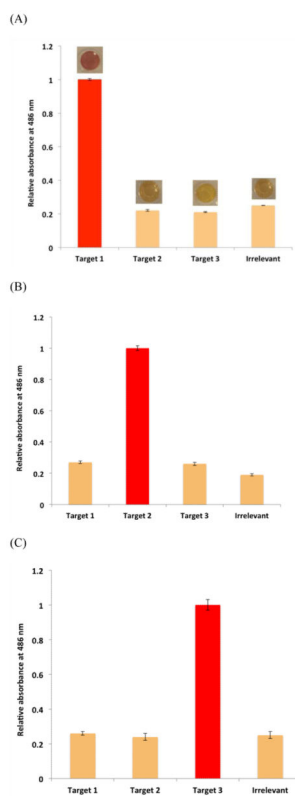 (A)
Relative absorbance at 486 nm
1.2
1
0.8
0.6
0.4
0.2
0
Target 1 Target 2 Target 3 Irrelevant
(B)
Relative absorbance at 486 nm
1.2
1
0.8
0.6
0.4
0.2
0
Target 1 Target 2 Target 3 Irrelevant
(C)
Relative absorbance at 486 nm
1.2
1
0.8
0.6
0.4
0.2
0
Target 1 Target 2 Target 3 Irrelevant